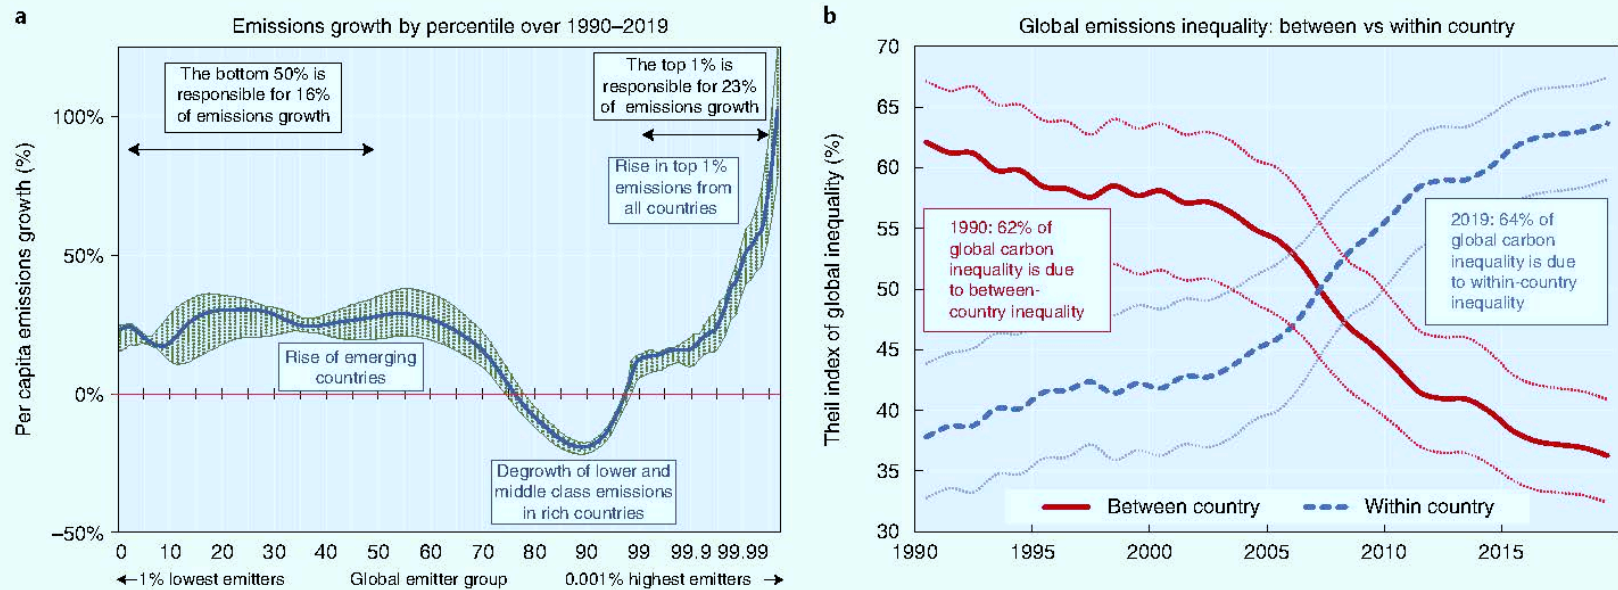 a
Emissions growth by percentile over 1990–2019
Per capita emissions growth (%)
100%
50%
0%
–50%
The bottom 50% is
responsible for 16%
of emissions growth
The top 1% is
responsible for 23%
of emissions growth
Rise in top 1%
emissions from
all countries
Rise of emerging
countries
Degrowth of lower and
middle class emissions
in rich countries
0 10 20 30 40 50 60 70 80 90 99 99.9 99.99
←1% lowest emitters Global emitter group 0.001% highest emitters →
b
Global emissions inequality: between vs within country
Theil index of global inequality (%)
70
65
60
55
50
45
40
35
30
1990: 62% of
global carbon
inequality is due
to between-
country inequality
2019: 64% of
global carbon
inequality is due
to within-country
inequality
Between country Within country
1990 1995 2000 2005 2010 2015